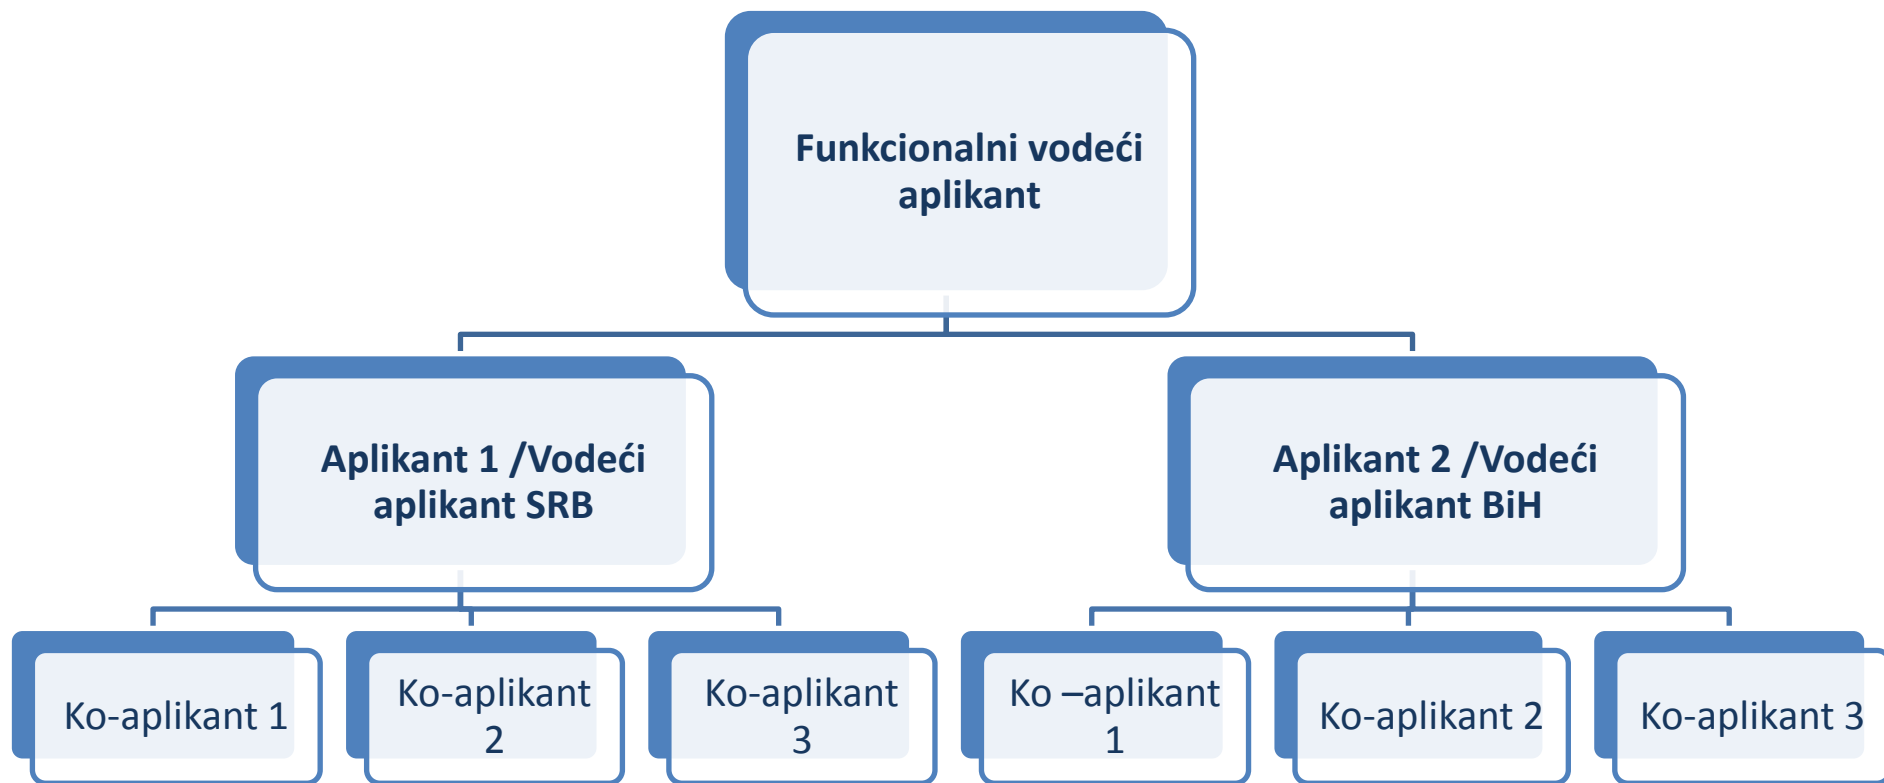 Funkcionalni vodeći
aplikant
Aplikant 1 /Vodeći
aplikant SRB
Aplikant 2 /Vodeći
aplikant BiH
Ko-aplikant 1
Ko-aplikant
2
Ko-aplikant
3
Ko –aplikant
1
Ko-aplikant 2
Ko-aplikant 3